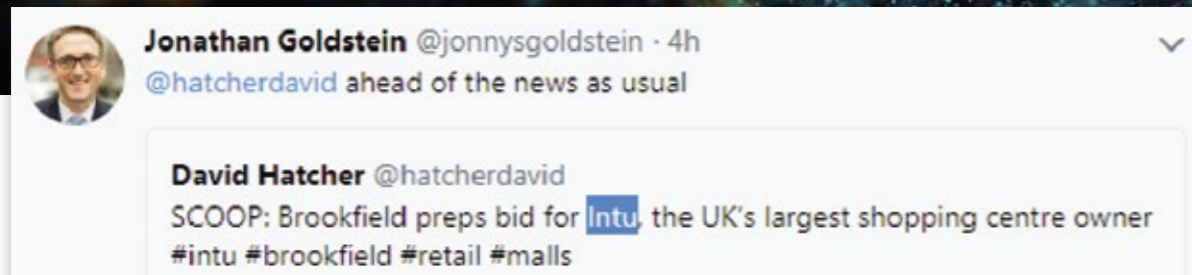 Jonathan Goldstein @jonnysgoldstein · 4h
@hatcherdavid ahead of the news as usual
David Hatcher @hatcherdavid
SCOOP: Brookfield preps bid for Intu, the UK's largest shopping centre owner
#intu #brookfield #retail #malls